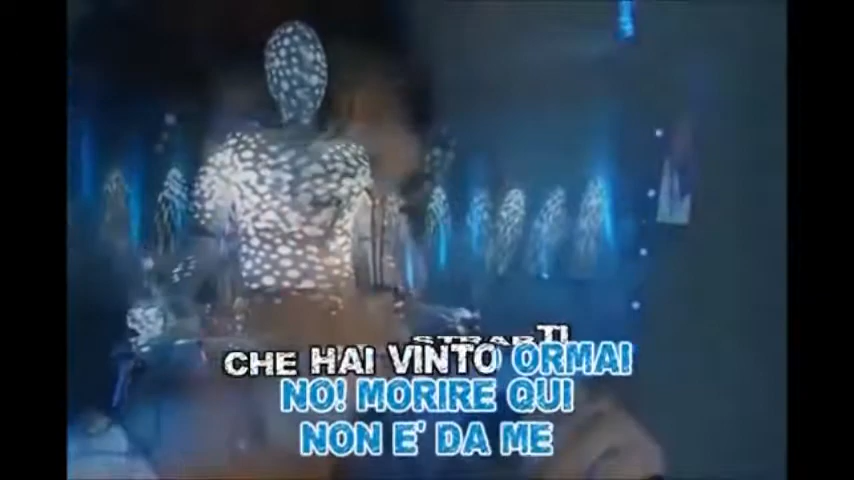 CHE HAI VINTO ORMAI
NO! MORIRE QUI
NON E' DA ME